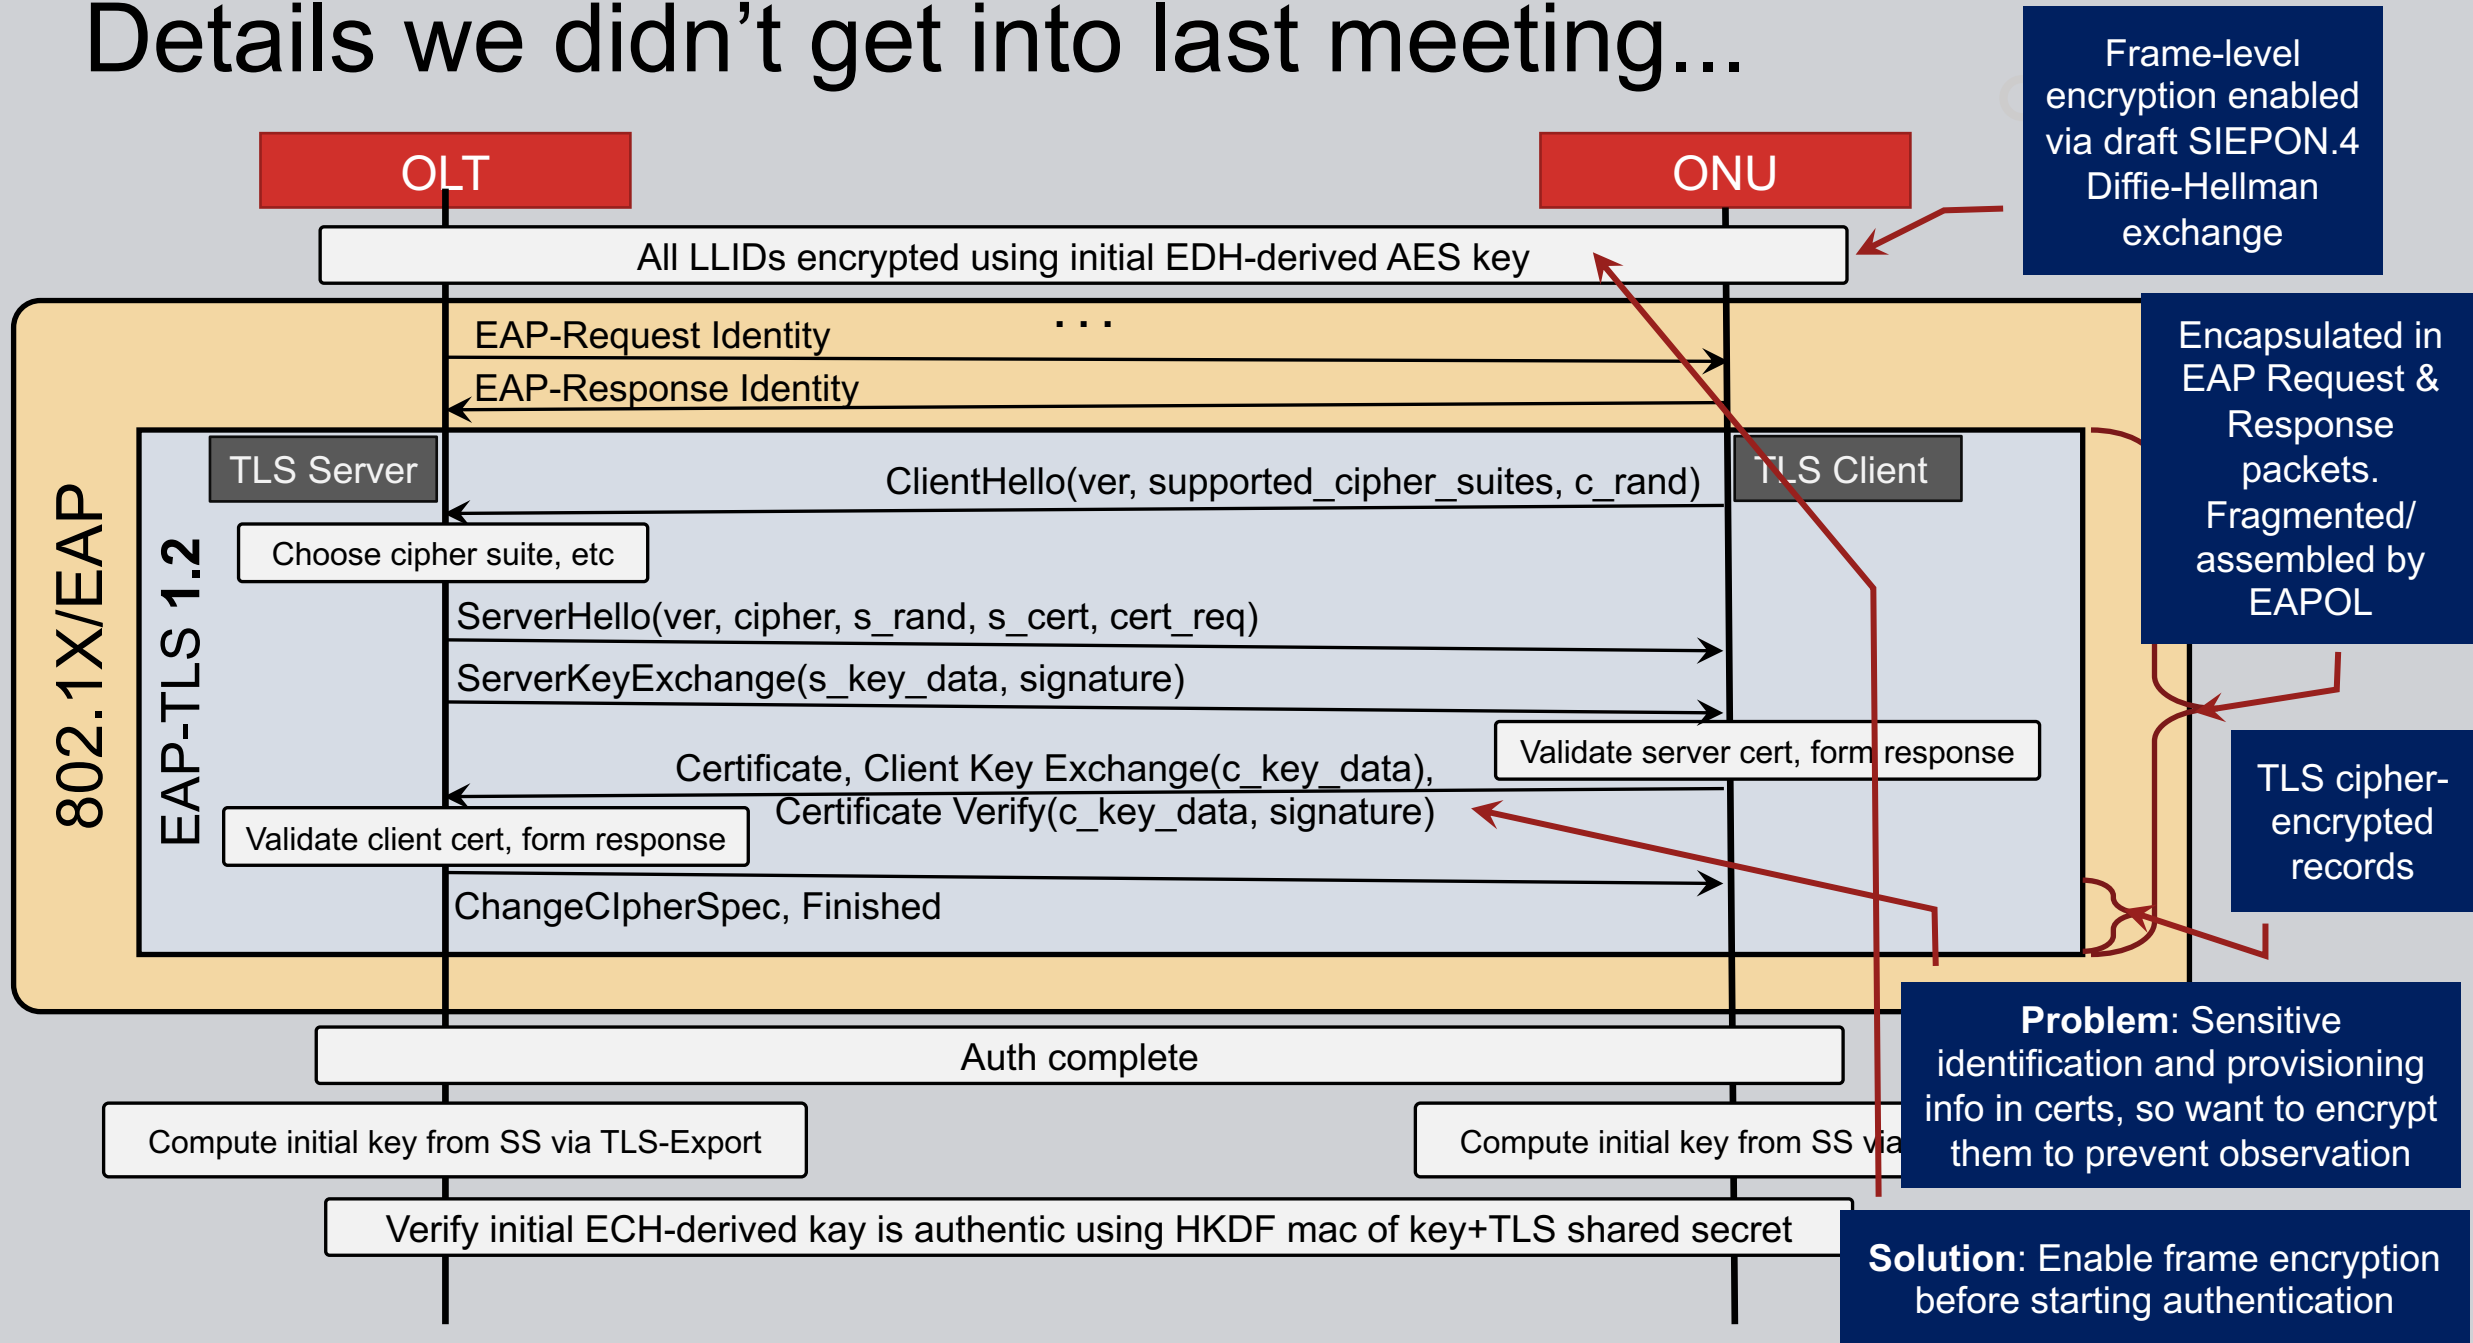 Details we didn't get into last meeting...
Frame-level
encryption enabled
via draft SIEPON.4
Diffie-Hellman
exchange
OLT
ONU
All LLIDs encrypted using initial EDH-derived AES key
. . .
EAP-Request Identity
EAP-Response Identity
Encapsulated in
EAP Request &
Response
packets.
Fragmented/
assembled by
EAPOL
802.1X/EAP
EAP-TLS 1.2
TLS Server
TLS Client
ClientHello(ver, supported_cipher_suites, c_rand)
Choose cipher suite, etc
ServerHello(ver, cipher, s_rand, s_cert, cert_req)
ServerKeyExchange(s_key_data, signature)
Validate server cert, form response
Certificate, Client Key Exchange(c_key_data),
Certificate Verify(c_key_data, signature)
Validate client cert, form response
ChangeCIpherSpec, Finished
TLS cipher-
encrypted
records
Auth complete
Problem: Sensitive
identification and provisioning
info in certs, so want to encrypt
them to prevent observation
Compute initial key from SS via TLS-Export
Compute initial key from SS via
Verify initial ECH-derived kay is authentic using HKDF mac of key+TLS shared secret
Solution: Enable frame encryption
before starting authentication